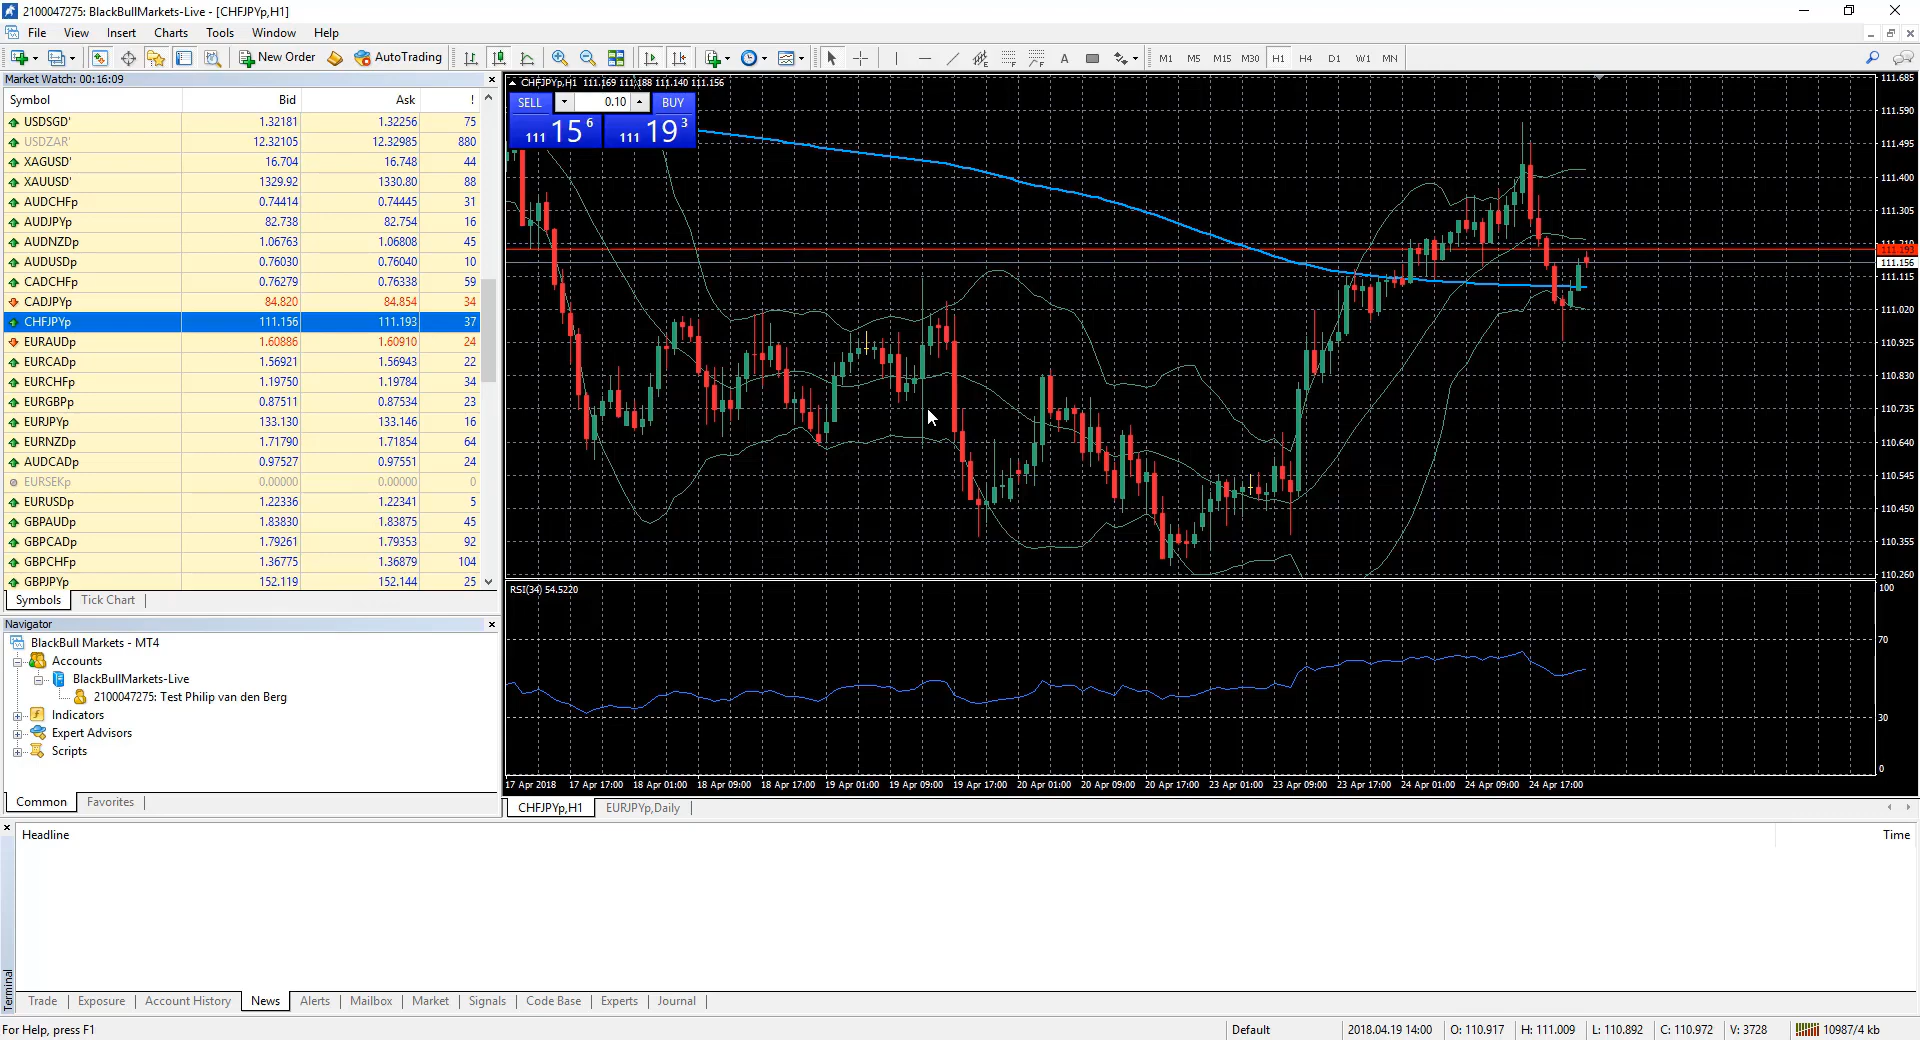 2100047275: BlackBullMarkets-Live - [CHFJPYp,H1]
File View Insert Charts Tools Window Help
New Order AutoTrading A M1 M5 M15 M30 H1 H4 D1 W1 MN
Market Watch: 00:16:09
Symbol Bid Ask !
USDSGD' 1.32181 1.32256 75
USDZAR' 12.32105 12.32985 880
XAGUSD' 16.704 16.748 44
XAUUSD' 1329.92 1330.80 88
AUDCHFp 0.74414 0.74445 31
AUDJPYp 82.738 82.754 16
AUDNZDp 1.06763 1.06808 45
AUDUSDp 0.76030 0.76040 10
CADCHFp 0.76279 0.76338 59
CADJPYp 84.820 84.854 34
CHFJPYp 111.156 111.193 37
EURAUDp 1.60886 1.60910 24
EURCADp 1.56921 1.56943 22
EURCHFp 1.19750 1.19784 34
EURGBPp 0.87511 0.87534 23
EURJPYp 133.130 133.146 16
EURNZDp 1.71790 1.71854 64
AUDCADp 0.97527 0.97551 24
EURSEKp 0.00000 0.00000 0
EURUSDp 1.22336 1.22341 5
GBPAUDp 1.83830 1.83875 45
GBPCADp 1.79261 1.79353 92
GBPCHFp 1.36775 1.36879 104
GBPJPYp 152.119 152.144 25
Symbols Tick Chart
Navigator
BlackBull Markets - MT4
Accounts
BlackBullMarkets-Live
2100047275: Test Philip van den Berg
Indicators
Expert Advisors
Scripts
Common Favorites
CHFJPYp,H1 111.169 111.188 111.140 111.156
SELL 0.10 BUY
111 15 6 111 19 3
111.685
111.590
111.495
111.400
111.305
111.210
111.193
111.156
111.115
111.020
110.925
110.830
110.735
110.640
110.545
110.450
110.355
110.260
RSI(34) 54.5220
100
70
30
0
17 Apr 2018 17 Apr 17:00 18 Apr 01:00 18 Apr 09:00 18 Apr 17:00 19 Apr 01:00 19 Apr 09:00 19 Apr 17:00 20 Apr 01:00 20 Apr 09:00 20 Apr 17:00 23 Apr 01:00 23 Apr 09:00 23 Apr 17:00 24 Apr 01:00 24 Apr 09:00 24 Apr 17:00
CHFJPYp,H1 EURJPYp,Daily
Headline Time
Terminal
Trade Exposure Account History News Alerts Mailbox Market Signals Code Base Experts Journal
For Help, press F1 Default 2018.04.19 14:00 O: 110.917 H: 111.009 L: 110.892 C: 110.972 V: 3728 10987/4 kb